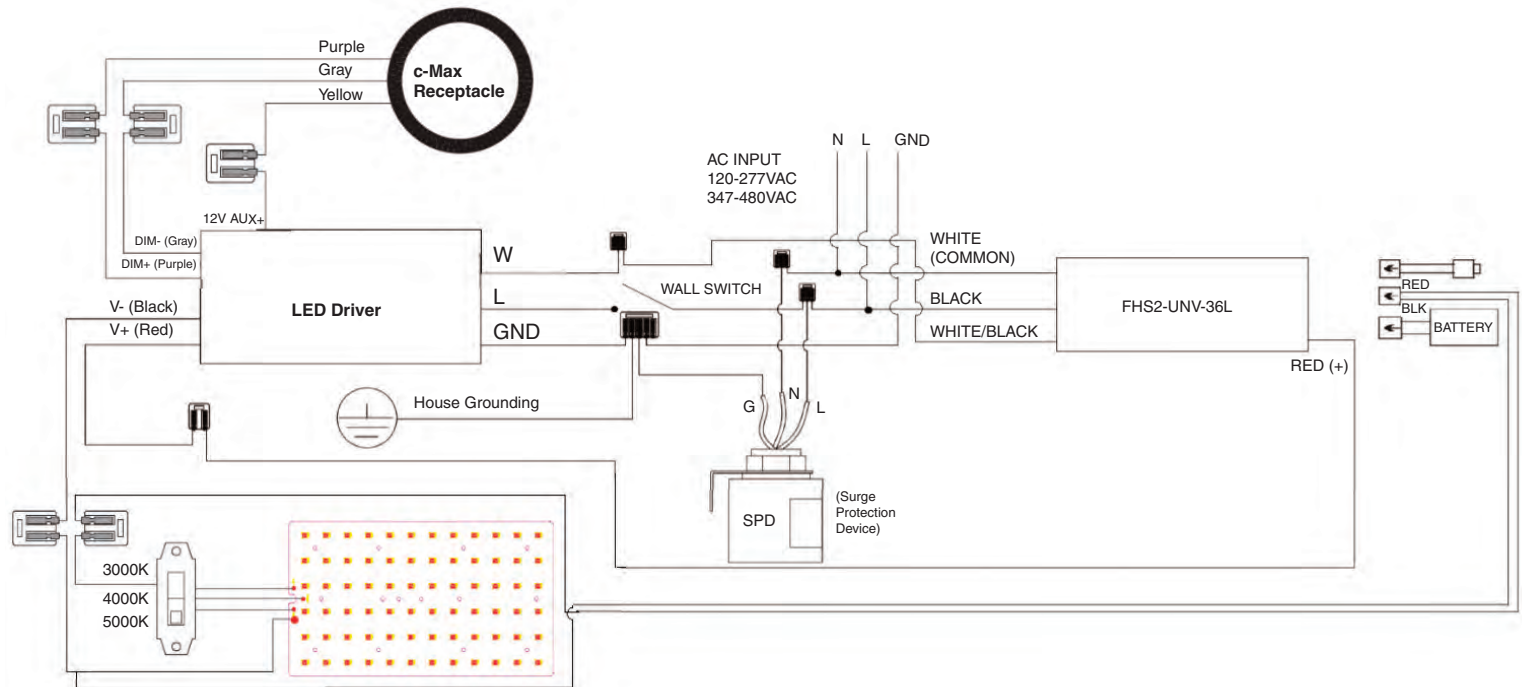 Purple
Gray
Yellow
c-Max
Receptacle
12V AUX+
DIM- (Gray)
DIM+ (Purple)
V- (Black)
V+ (Red)
LED Driver
W
L
GND
WALL SWITCH
AC INPUT
120-277VAC
347-480VAC
N
L
GND
WHITE
(COMMON)
BLACK
WHITE/BLACK
FHS2-UNV-36L
RED (+)
RED
BLK
BATTERY
House Grounding
G
N
L
SPD
(Surge
Protection
Device)
3000K
4000K
5000K